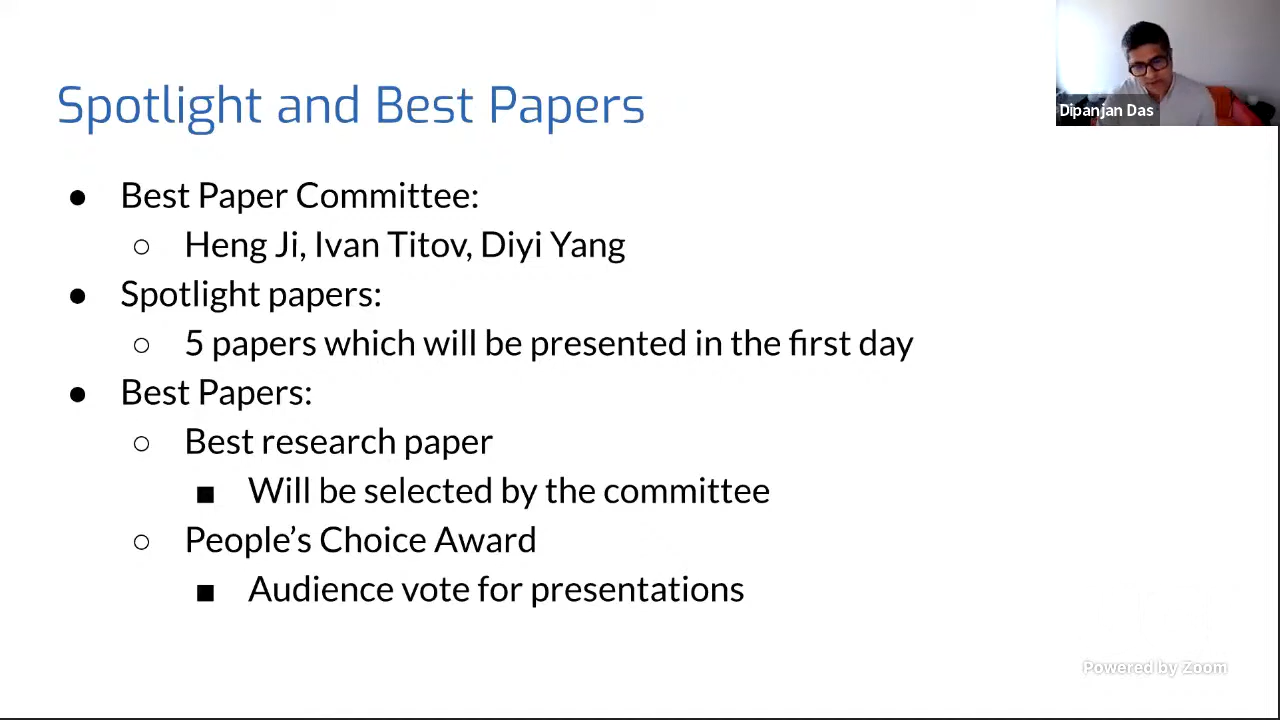 Spotlight and Best Papers
Dipanjan Das
● Best Paper Committee:
○ Heng Ji, Ivan Titov, Diyi Yang
● Spotlight papers:
○ 5 papers which will be presented in the first day
● Best Papers:
○ Best research paper
■ Will be selected by the committee
○ People’s Choice Award
■ Audience vote for presentations
Powered by Zoom